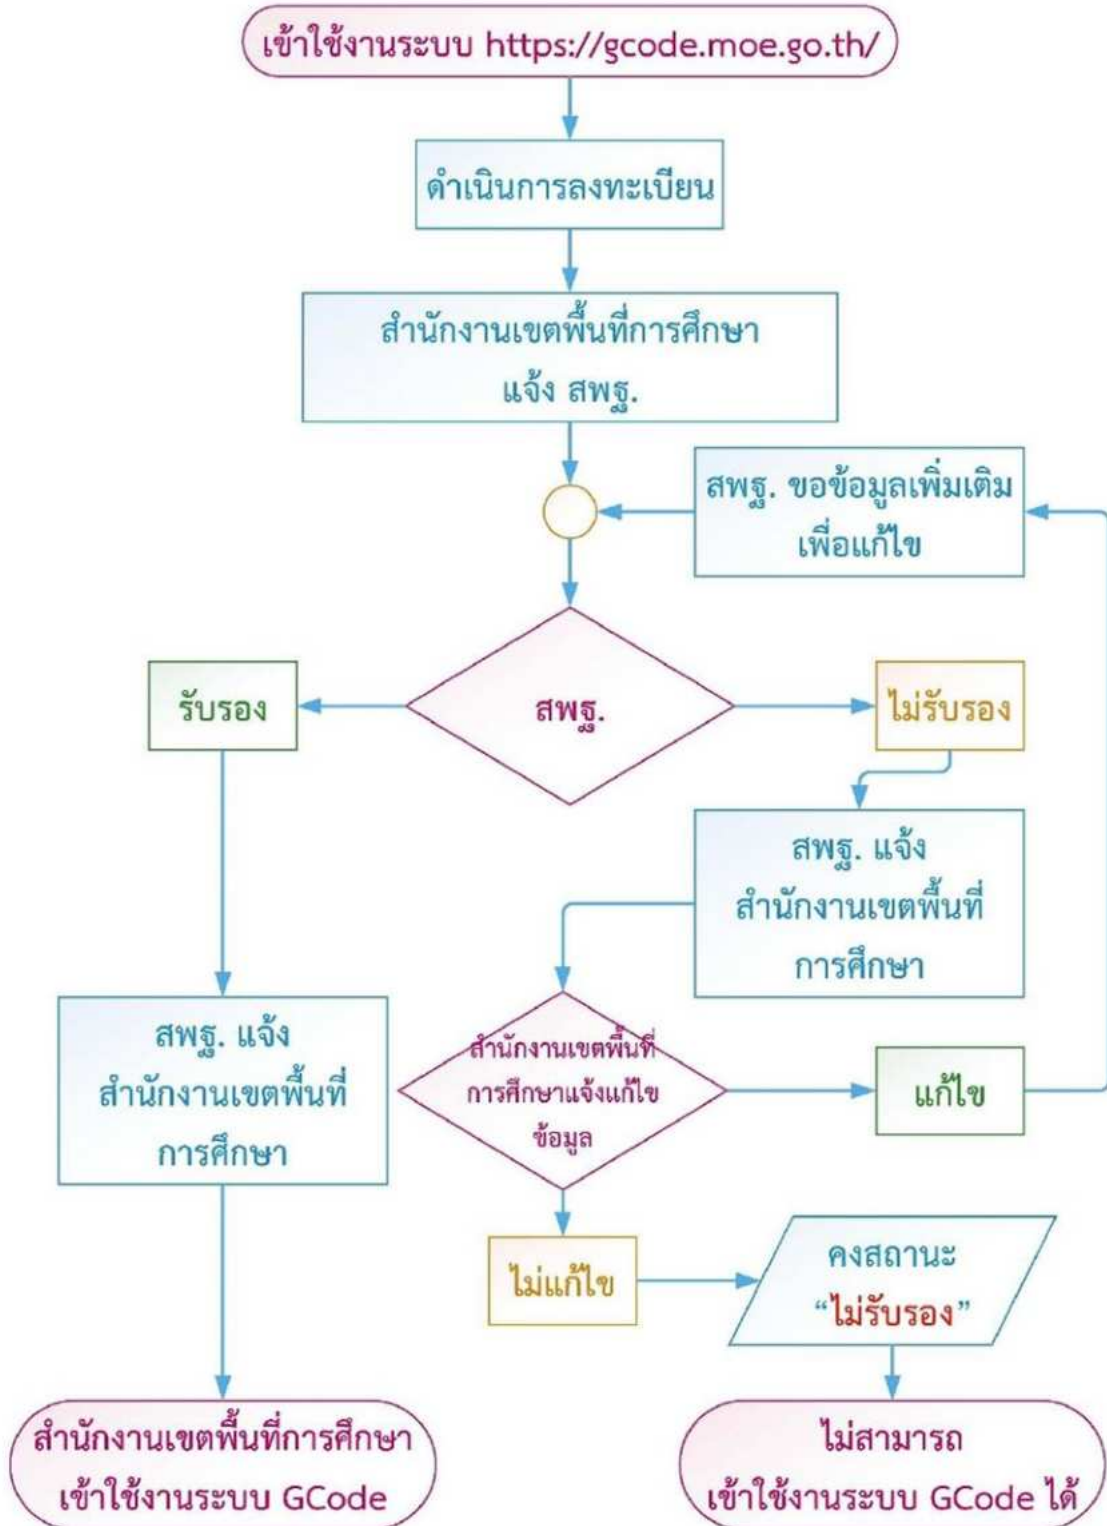 เข้าใช้งานระบบ https://gcode.moe.go.th/
ดำเนินการลงทะเบียน
สำนักงานเขตพื้นที่การศึกษา
แจ้ง สพฐ.
สพฐ. ขอข้อมูลเพิ่มเติม
เพื่อแก้ไข
รับรอง
สพฐ.
ไม่รับรอง
สพฐ. แจ้ง
สำนักงานเขตพื้นที่
การศึกษา
สพฐ. แจ้ง
สำนักงานเขตพื้นที่
การศึกษา
สำนักงานเขตพื้นที่
การศึกษาแจ้งแก้ไข
ข้อมูล
แก้ไข
ไม่แก้ไข
คงสถานะ
“ไม่รับรอง”
สำนักงานเขตพื้นที่การศึกษา
เข้าใช้งานระบบ GCode
ไม่สามารถ
เข้าใช้งานระบบ GCode ได้